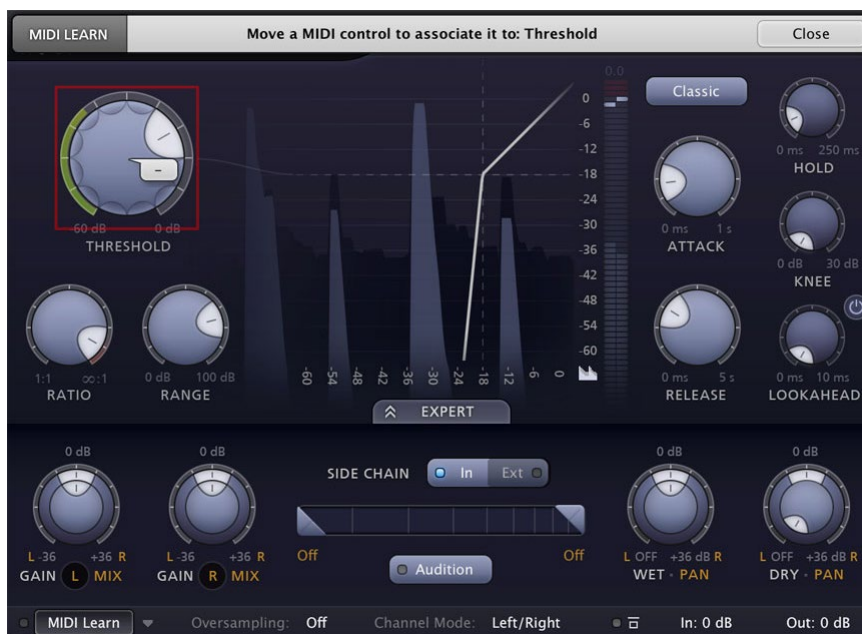 MIDI LEARN Move a MIDI control to associate it to: Threshold Close
0.0
Classic
0
-6
-12
-18
-24
-30
-36
-42
-48
-54
-60
0 ms 250 ms
HOLD
-60 dB 0 dB
THRESHOLD
-
0 ms 1 s
ATTACK
0 dB 30 dB
KNEE
1:1 ∞:1
RATIO
0 dB 100 dB
RANGE
-60 -54 -48 -42 -36 -30 -24 -18 -12 -6 0
0 ms 5 s
RELEASE
0 ms 10 ms
LOOKAHEAD
EXPERT
0 dB 0 dB 0 dB 0 dB
SIDE CHAIN In Ext
L -36 +36 R
GAIN L MIX
L -36 +36 R
GAIN R MIX
Off Off
Audition
L OFF +36 dB R
WET · PAN
L OFF +36 dB R
DRY · PAN
MIDI Learn Oversampling: Off Channel Mode: Left/Right In: 0 dB Out: 0 dB